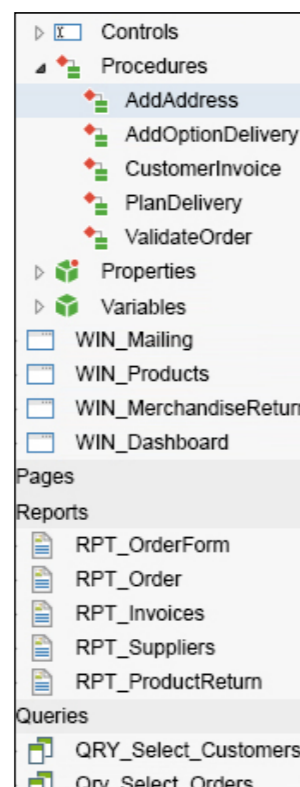 Controls
Procedures
AddAddress
AddOptionDelivery
CustomerInvoice
PlanDelivery
ValidateOrder
Properties
Variables
WIN_Mailing
WIN_Products
WIN_MerchandiseReturn
WIN_Dashboard
Pages
Reports
RPT_OrderForm
RPT_Order
RPT_Invoices
RPT_Suppliers
RPT_ProductReturn
Queries
QRY_Select_Customers
Qry_Select_Orders